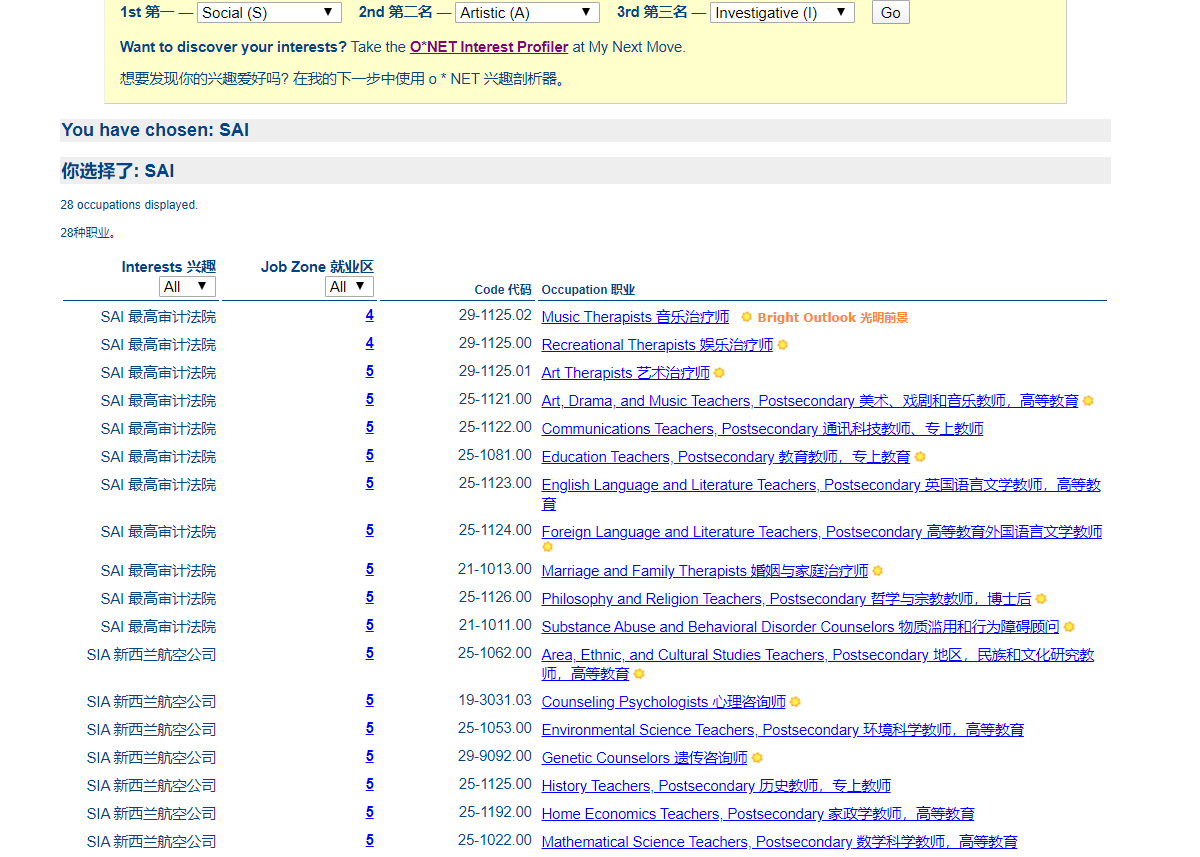 1st 第一 — Social (S) ▼ 2nd 第二名 — Artistic (A) ▼ 3rd 第三名 — Investigative (I) ▼ Go
Want to discover your interests? Take the O*NET Interest Profiler at My Next Move.
想要发现你的兴趣爱好吗? 在我的下一步中使用 o * NET 兴趣剖析器。
You have chosen: SAI
你选择了: SAI
28 occupations displayed.
28种职业。
Interests 兴趣 Job Zone 就业区
All ▼ All ▼ Code 代码 Occupation 职业
SAI 最高审计法院 4 29-1125.02 Music Therapists 音乐治疗师 Bright Outlook 光明前景
SAI 最高审计法院 4 29-1125.00 Recreational Therapists 娱乐治疗师
SAI 最高审计法院 5 29-1125.01 Art Therapists 艺术治疗师
SAI 最高审计法院 5 25-1121.00 Art, Drama, and Music Teachers, Postsecondary 美术、戏剧和音乐教师，高等教育
SAI 最高审计法院 5 25-1122.00 Communications Teachers, Postsecondary 通讯科技教师、专上教师
SAI 最高审计法院 5 25-1081.00 Education Teachers, Postsecondary 教育教师，专上教育
SAI 最高审计法院 5 25-1123.00 English Language and Literature Teachers, Postsecondary 英国语言文学教师，高等教
育
SAI 最高审计法院 5 25-1124.00 Foreign Language and Literature Teachers, Postsecondary 高等教育外国语言文学教师
SAI 最高审计法院 5 21-1013.00 Marriage and Family Therapists 婚姻与家庭治疗师
SAI 最高审计法院 5 25-1126.00 Philosophy and Religion Teachers, Postsecondary 哲学与宗教教师，博士后
SAI 最高审计法院 5 21-1011.00 Substance Abuse and Behavioral Disorder Counselors 物质滥用和行为障碍顾问
SIA 新西兰航空公司 5 25-1062.00 Area, Ethnic, and Cultural Studies Teachers, Postsecondary 地区，民族和文化研究教
师，高等教育
SIA 新西兰航空公司 5 19-3031.03 Counseling Psychologists 心理咨询师
SIA 新西兰航空公司 5 25-1053.00 Environmental Science Teachers, Postsecondary 环境科学教师，高等教育
SIA 新西兰航空公司 5 29-9092.00 Genetic Counselors 遗传咨询师
SIA 新西兰航空公司 5 25-1125.00 History Teachers, Postsecondary 历史教师，专上教师
SIA 新西兰航空公司 5 25-1192.00 Home Economics Teachers, Postsecondary 家政学教师，高等教育
SIA 新西兰航空公司 5 25-1022.00 Mathematical Science Teachers, Postsecondary 数学科学教师，高等教育